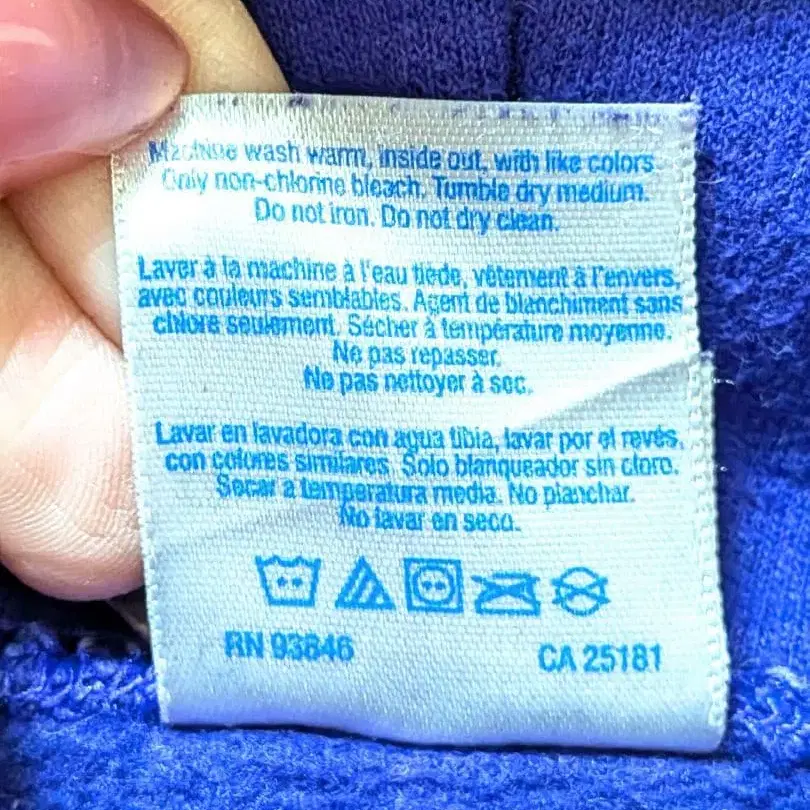 Machine wash warm, inside out, with like colors.
Only non-chlorine bleach. Tumble dry medium.
Do not iron. Do not dry clean.
Laver à la machine à l'eau tiède, vêtement à l'envers,
avec couleurs semblables. Agent de blanchiment sans
chlore seulement. Sécher à température moyenne.
Ne pas repasser.
Ne pas nettoyer à sec.
Lavar en lavadora con agua tibia, lavar por el revés,
con colores similares. Solo blanqueador sin cloro.
Secar a temperatura media. No planchar.
No lavar en seco.
RN 93846 CA 25181